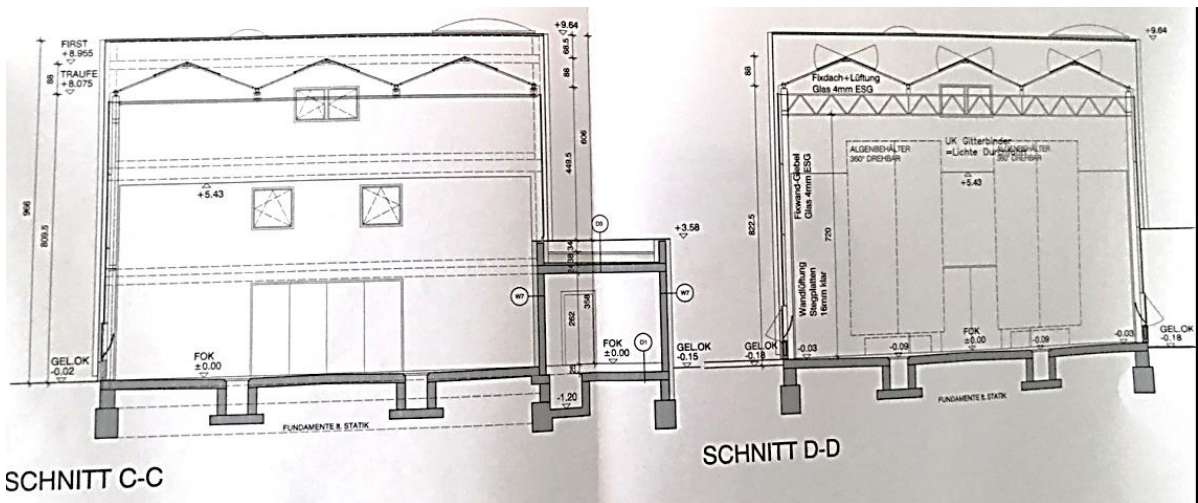 +9.64
FIRST
+8.955
TRAUFE
+8.075
88
966
809.5
68.5
88
606
449.5
+5.43
D3
+3.58
34
38
W7
W7
262
358
FOK
±0.00
FOK
±0.00
D1
GEL.OK
-0.02
GEL.OK
-0.15
-1.20
FUNDAMENTE lt. STATIK
SCHNITT C-C
+9.64
88
822.5
Fixdach+Lüftung
Glas 4mm ESG
UK Gitterbinder
ALGENBEHÄLTER
360° DREHBAR
360° DREHBAR
+5.43
Fixwand-Giebel
Glas 4mm ESG
720
Wandlüftung
Stegplatten
16mm klar
FOK
±0.00
GEL.OK
-0.18
-0.03
-0.09
-0.09
-0.03
GEL.OK
-0.18
FUNDAMENTE lt. STATIK
SCHNITT D-D